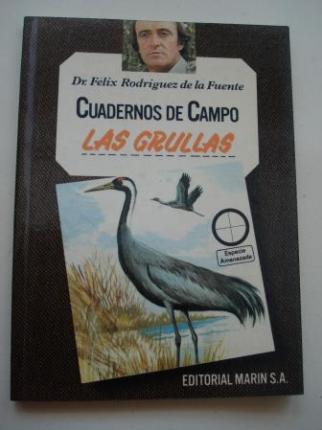 Dr. Félix Rodríguez de la Fuente
CUADERNOS DE CAMPO
LAS GRULLAS
Especie
Amenazada
EDITORIAL MARIN S.A.